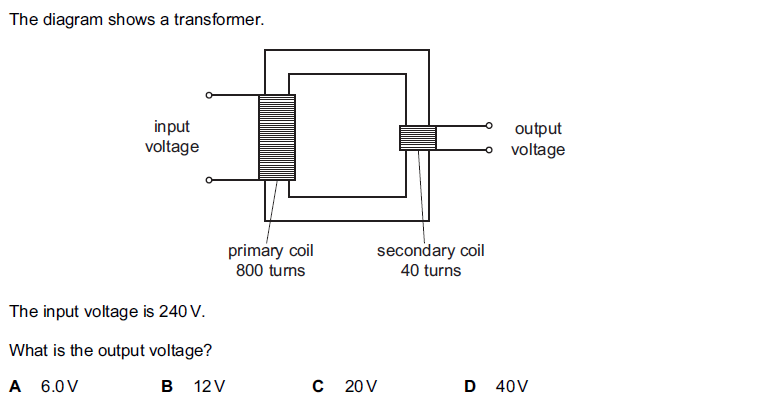 The diagram shows a transformer.
input
voltage
output
voltage
primary coil
800 turns
secondary coil
40 turns
The input voltage is 240 V.
What is the output voltage?
A 6.0 V B 12 V C 20 V D 40 V